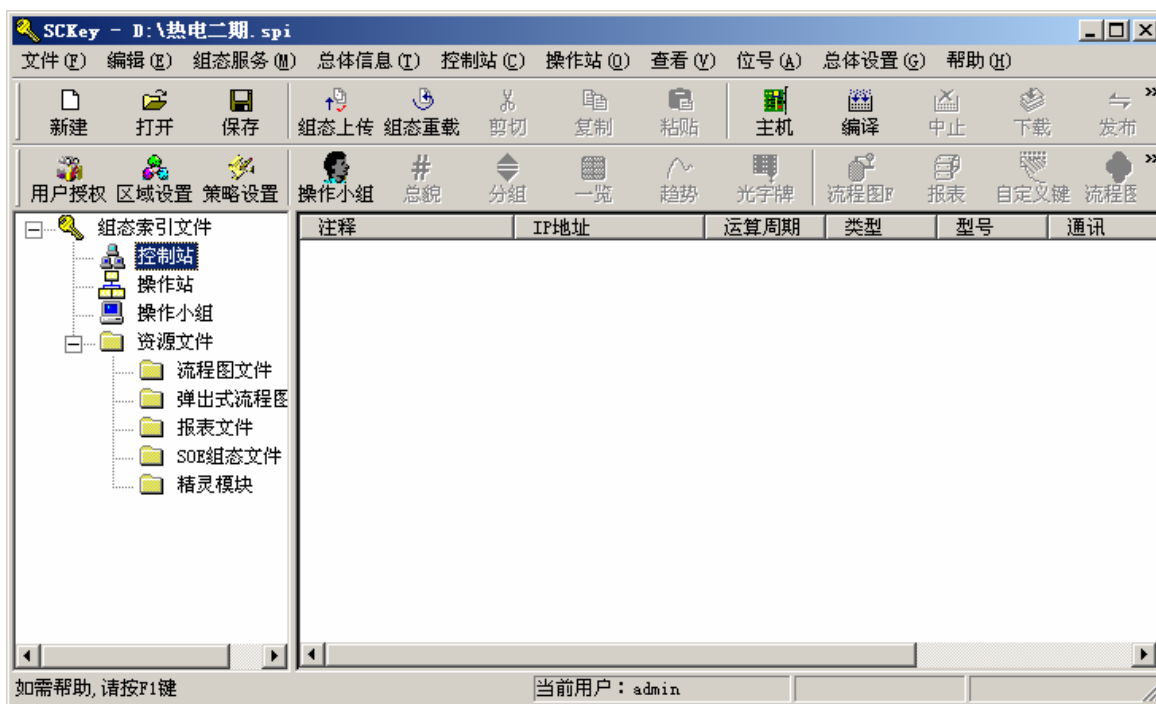 SCKey - D:\热电二期.spi
文件(F) 编辑(E) 组态服务(M) 总体信息(T) 控制站(C) 操作站(O) 查看(V) 位号(A) 总体设置(G) 帮助(H)
新建 打开 保存 组态上传 组态重载 剪切 复制 粘贴 主机 编译 中止 下载 发布
用户授权 区域设置 策略设置 操作小组 总貌 分组 一览 趋势 光字牌 流程图F 报表 自定义键 流程图
组态索引文件 注释 IP地址 运算周期 类型 型号 通讯
控制站
操作站
操作小组
资源文件
流程图文件
弹出式流程图
报表文件
SOE组态文件
精灵模块
如需帮助,请按F1键 当前用户：admin